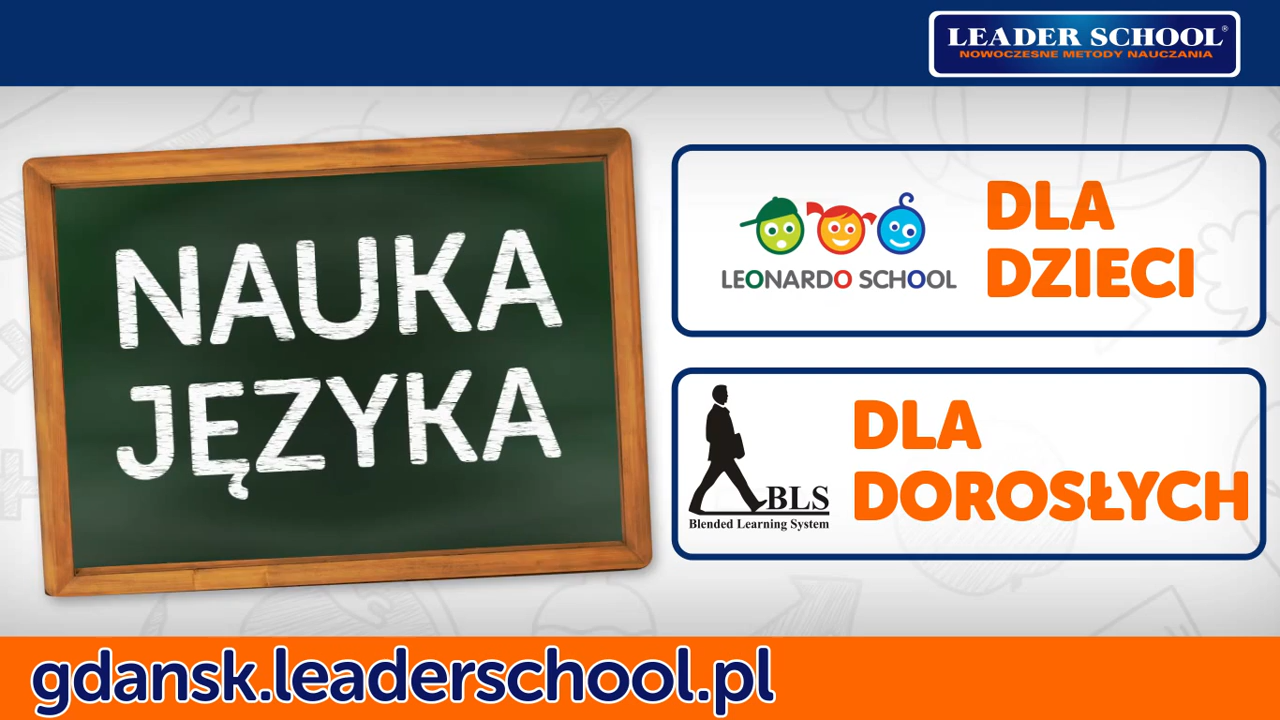 LEADER SCHOOL®
NOWOCZESNE METODY NAUCZANIA
NAUKA
JĘZYKA
LEONARDO SCHOOL
DLA
DZIECI
BLS
Blended Learning System
DLA
DOROSŁYCH
gdansk.leaderschool.pl